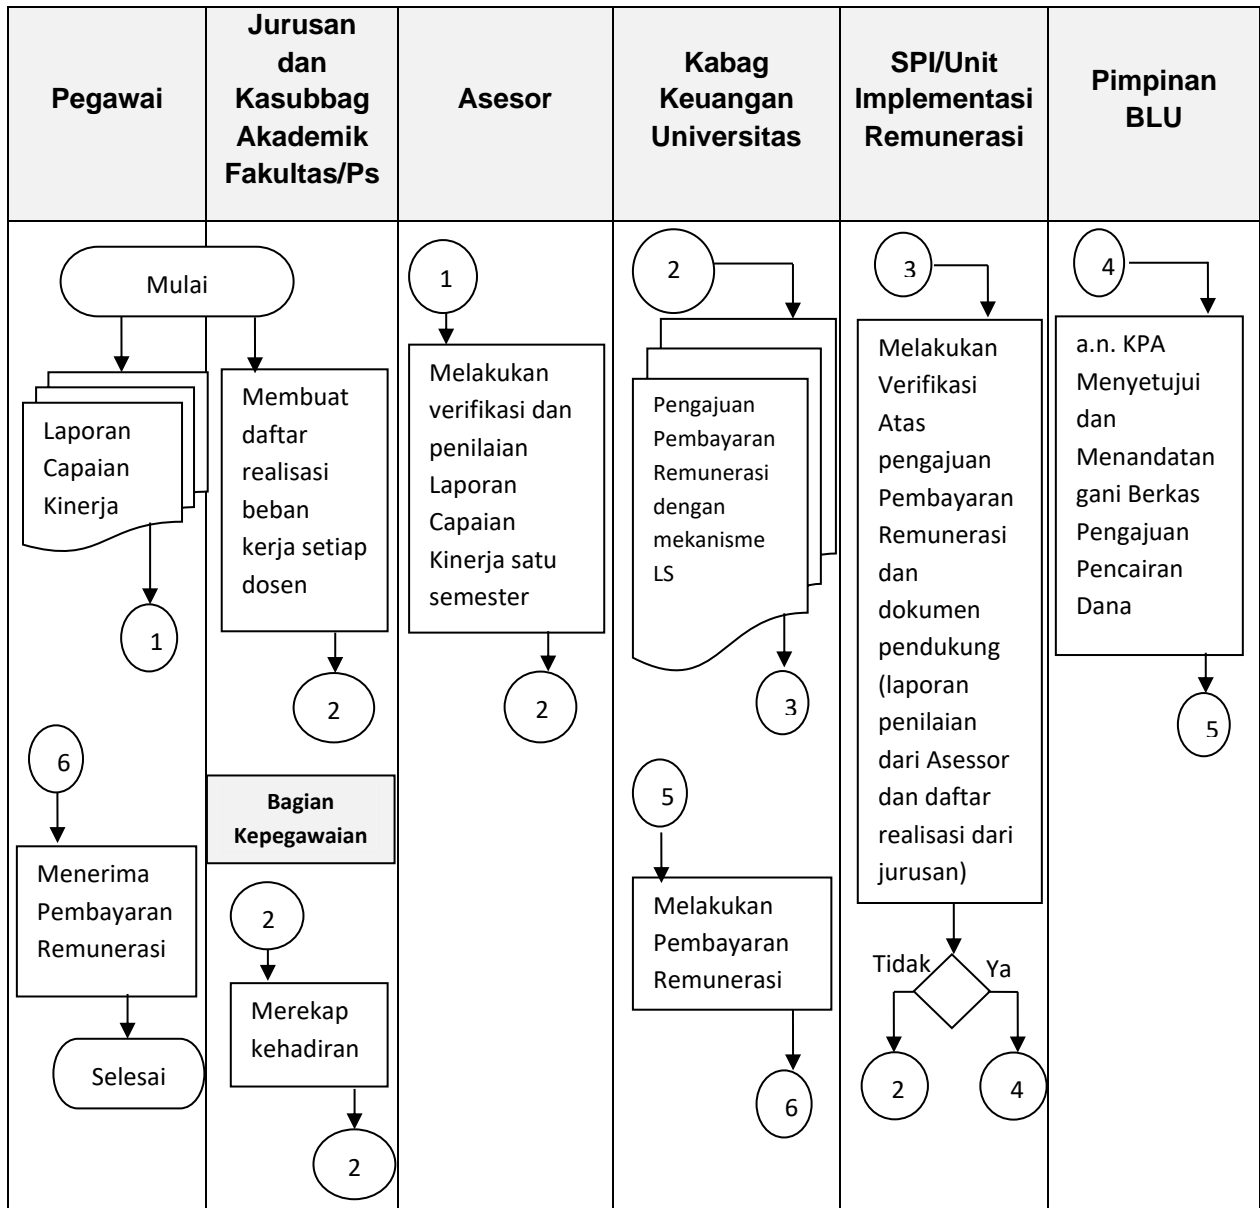 Pegawai
Jurusan
dan
Kasubbag
Akademik
Fakultas/Ps
Asesor
Kabag
Keuangan
Universitas
SPI/Unit
Implementasi
Remunerasi
Pimpinan
BLU
Mulai
Laporan
Capaian
Kinerja
1
6
Menerima
Pembayaran
Remunerasi
Selesai
Membuat
daftar
realisasi
beban
kerja setiap
dosen
2
Bagian
Kepegawaian
2
Merekap
kehadiran
2
1
Melakukan
verifikasi dan
penilaian
Laporan
Capaian
Kinerja satu
semester
2
2
Pengajuan
Pembayaran
Remunerasi
dengan
mekanisme
LS
3
5
Melakukan
Pembayaran
Remunerasi
6
3
Melakukan
Verifikasi
Atas
pengajuan
Pembayaran
Remunerasi
dan
dokumen
pendukung
(laporan
penilaian
dari Asessor
dan daftar
realisasi dari
jurusan)
Tidak
Ya
2
4
4
a.n. KPA
Menyetujui
dan
Menandatan
gani Berkas
Pengajuan
Pencairan
Dana
5